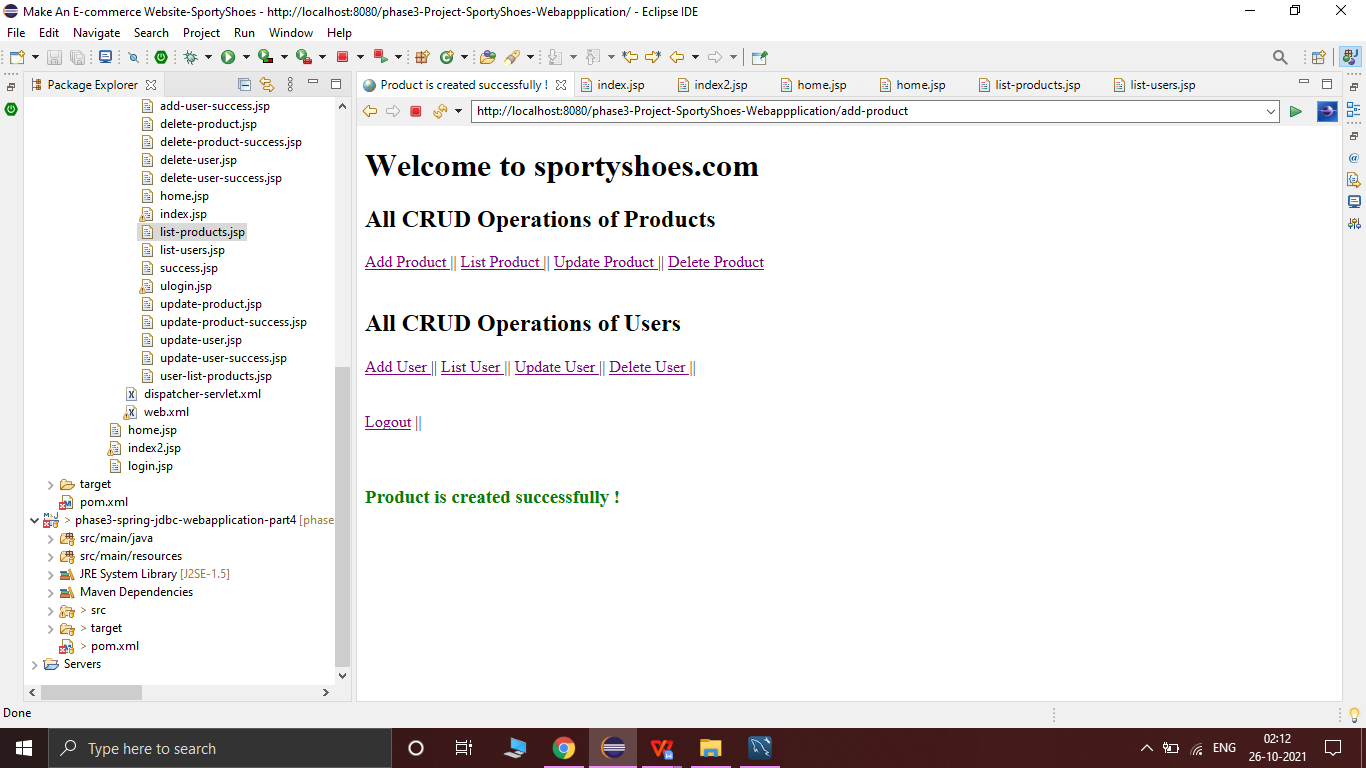 Make An E-commerce Website-SportyShoes - http://localhost:8080/phase3-Project-SportyShoes-Webappplication/ - Eclipse IDE
File Edit Navigate Search Project Run Window Help
Package Explorer
Product is created successfully ! index.jsp index2.jsp home.jsp home.jsp list-products.jsp list-users.jsp
http://localhost:8080/phase3-Project-SportyShoes-Webappplication/add-product
add-user-success.jsp
delete-product.jsp
delete-product-success.jsp
delete-user.jsp
delete-user-success.jsp
home.jsp
index.jsp
list-products.jsp
list-users.jsp
success.jsp
ulogin.jsp
update-product.jsp
update-product-success.jsp
update-user.jsp
update-user-success.jsp
user-list-products.jsp
dispatcher-servlet.xml
web.xml
home.jsp
index2.jsp
login.jsp
target
pom.xml
> phase3-spring-jdbc-webapplication-part4 [phase
src/main/java
src/main/resources
JRE System Library [J2SE-1.5]
Maven Dependencies
> src
> target
> pom.xml
Servers
Welcome to sportyshoes.com
All CRUD Operations of Products
Add Product || List Product || Update Product || Delete Product
All CRUD Operations of Users
Add User || List User || Update User || Delete User ||
Logout ||
Product is created successfully !
Done
Type here to search
ENG
02:12
26-10-2021